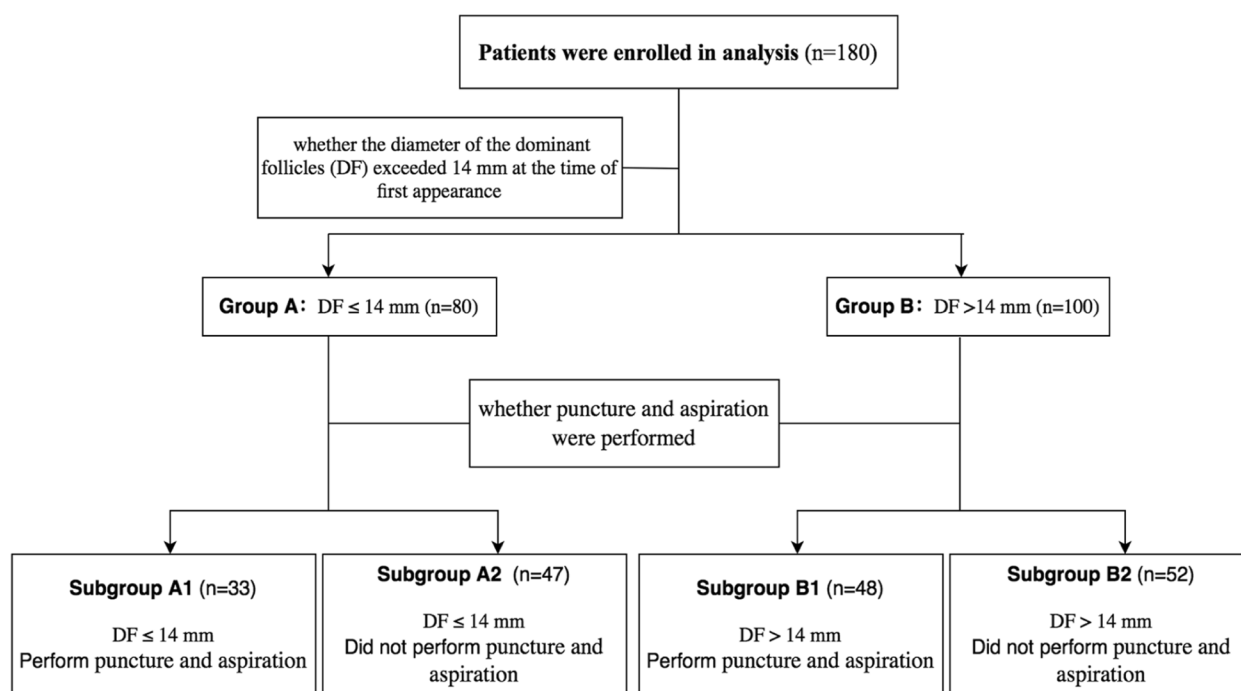 Patients were enrolled in analysis (n=180)
whether the diameter of the dominant
follicles (DF) exceeded 14 mm at the time of
first appearance
Group A: DF ≤ 14 mm (n=80)
Group B: DF >14 mm (n=100)
whether puncture and aspiration
were performed
Subgroup A1 (n=33)
DF ≤ 14 mm
Perform puncture and aspiration
Subgroup A2 (n=47)
DF ≤ 14 mm
Did not perform puncture and
aspiration
Subgroup B1 (n=48)
DF > 14 mm
Perform puncture and aspiration
Subgroup B2 (n=52)
DF > 14 mm
Did not perform puncture and
aspiration